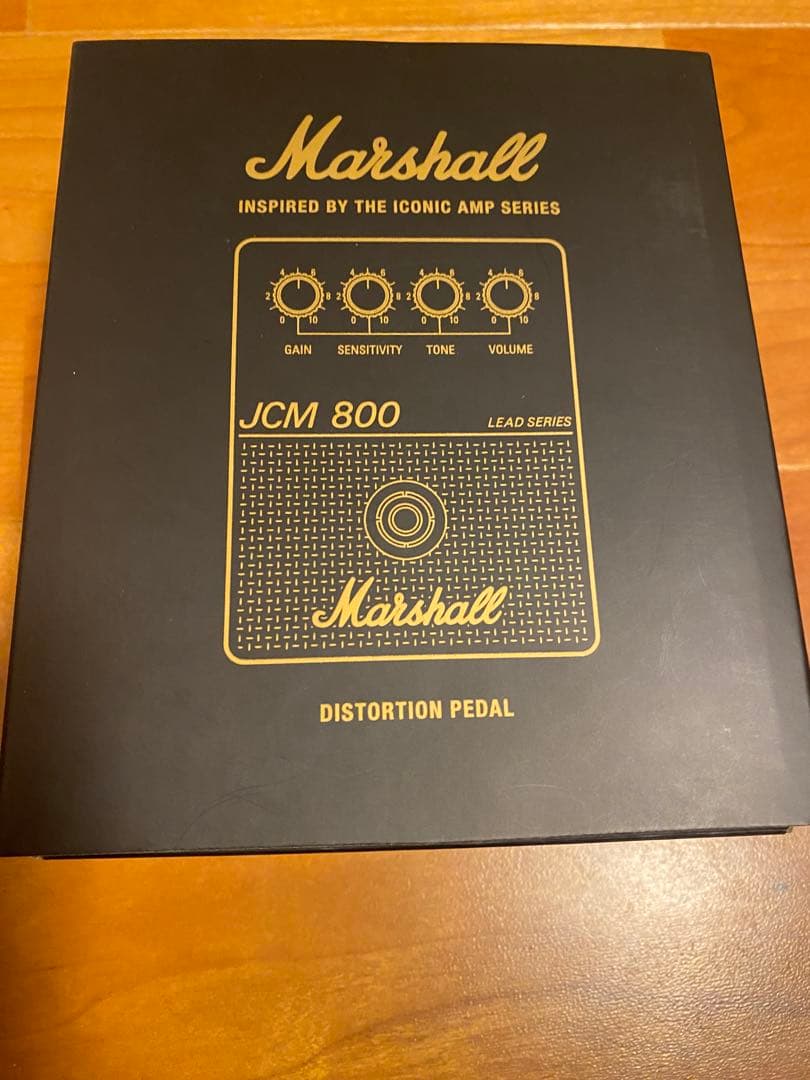 Marshall
INSPIRED BY THE ICONIC AMP SERIES
4 6 4 6 4 6 4 6
2 8 2 8 2 8 2 8
0 10 0 10 0 10 0 10
GAIN SENSITIVITY TONE VOLUME
JCM 800 LEAD SERIES
Marshall
DISTORTION PEDAL